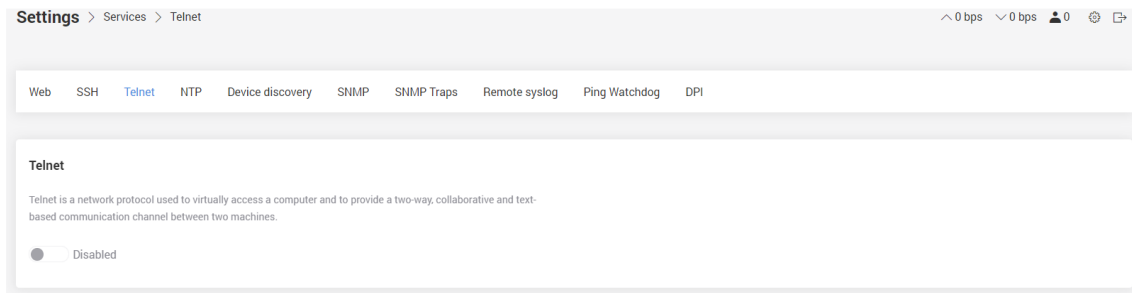 Settings > Services > Telnet 0 bps 0 bps 0
Web SSH Telnet NTP Device discovery SNMP SNMP Traps Remote syslog Ping Watchdog DPI
Telnet
Telnet is a network protocol used to virtually access a computer and to provide a two-way, collaborative and text-
based communication channel between two machines.
Disabled